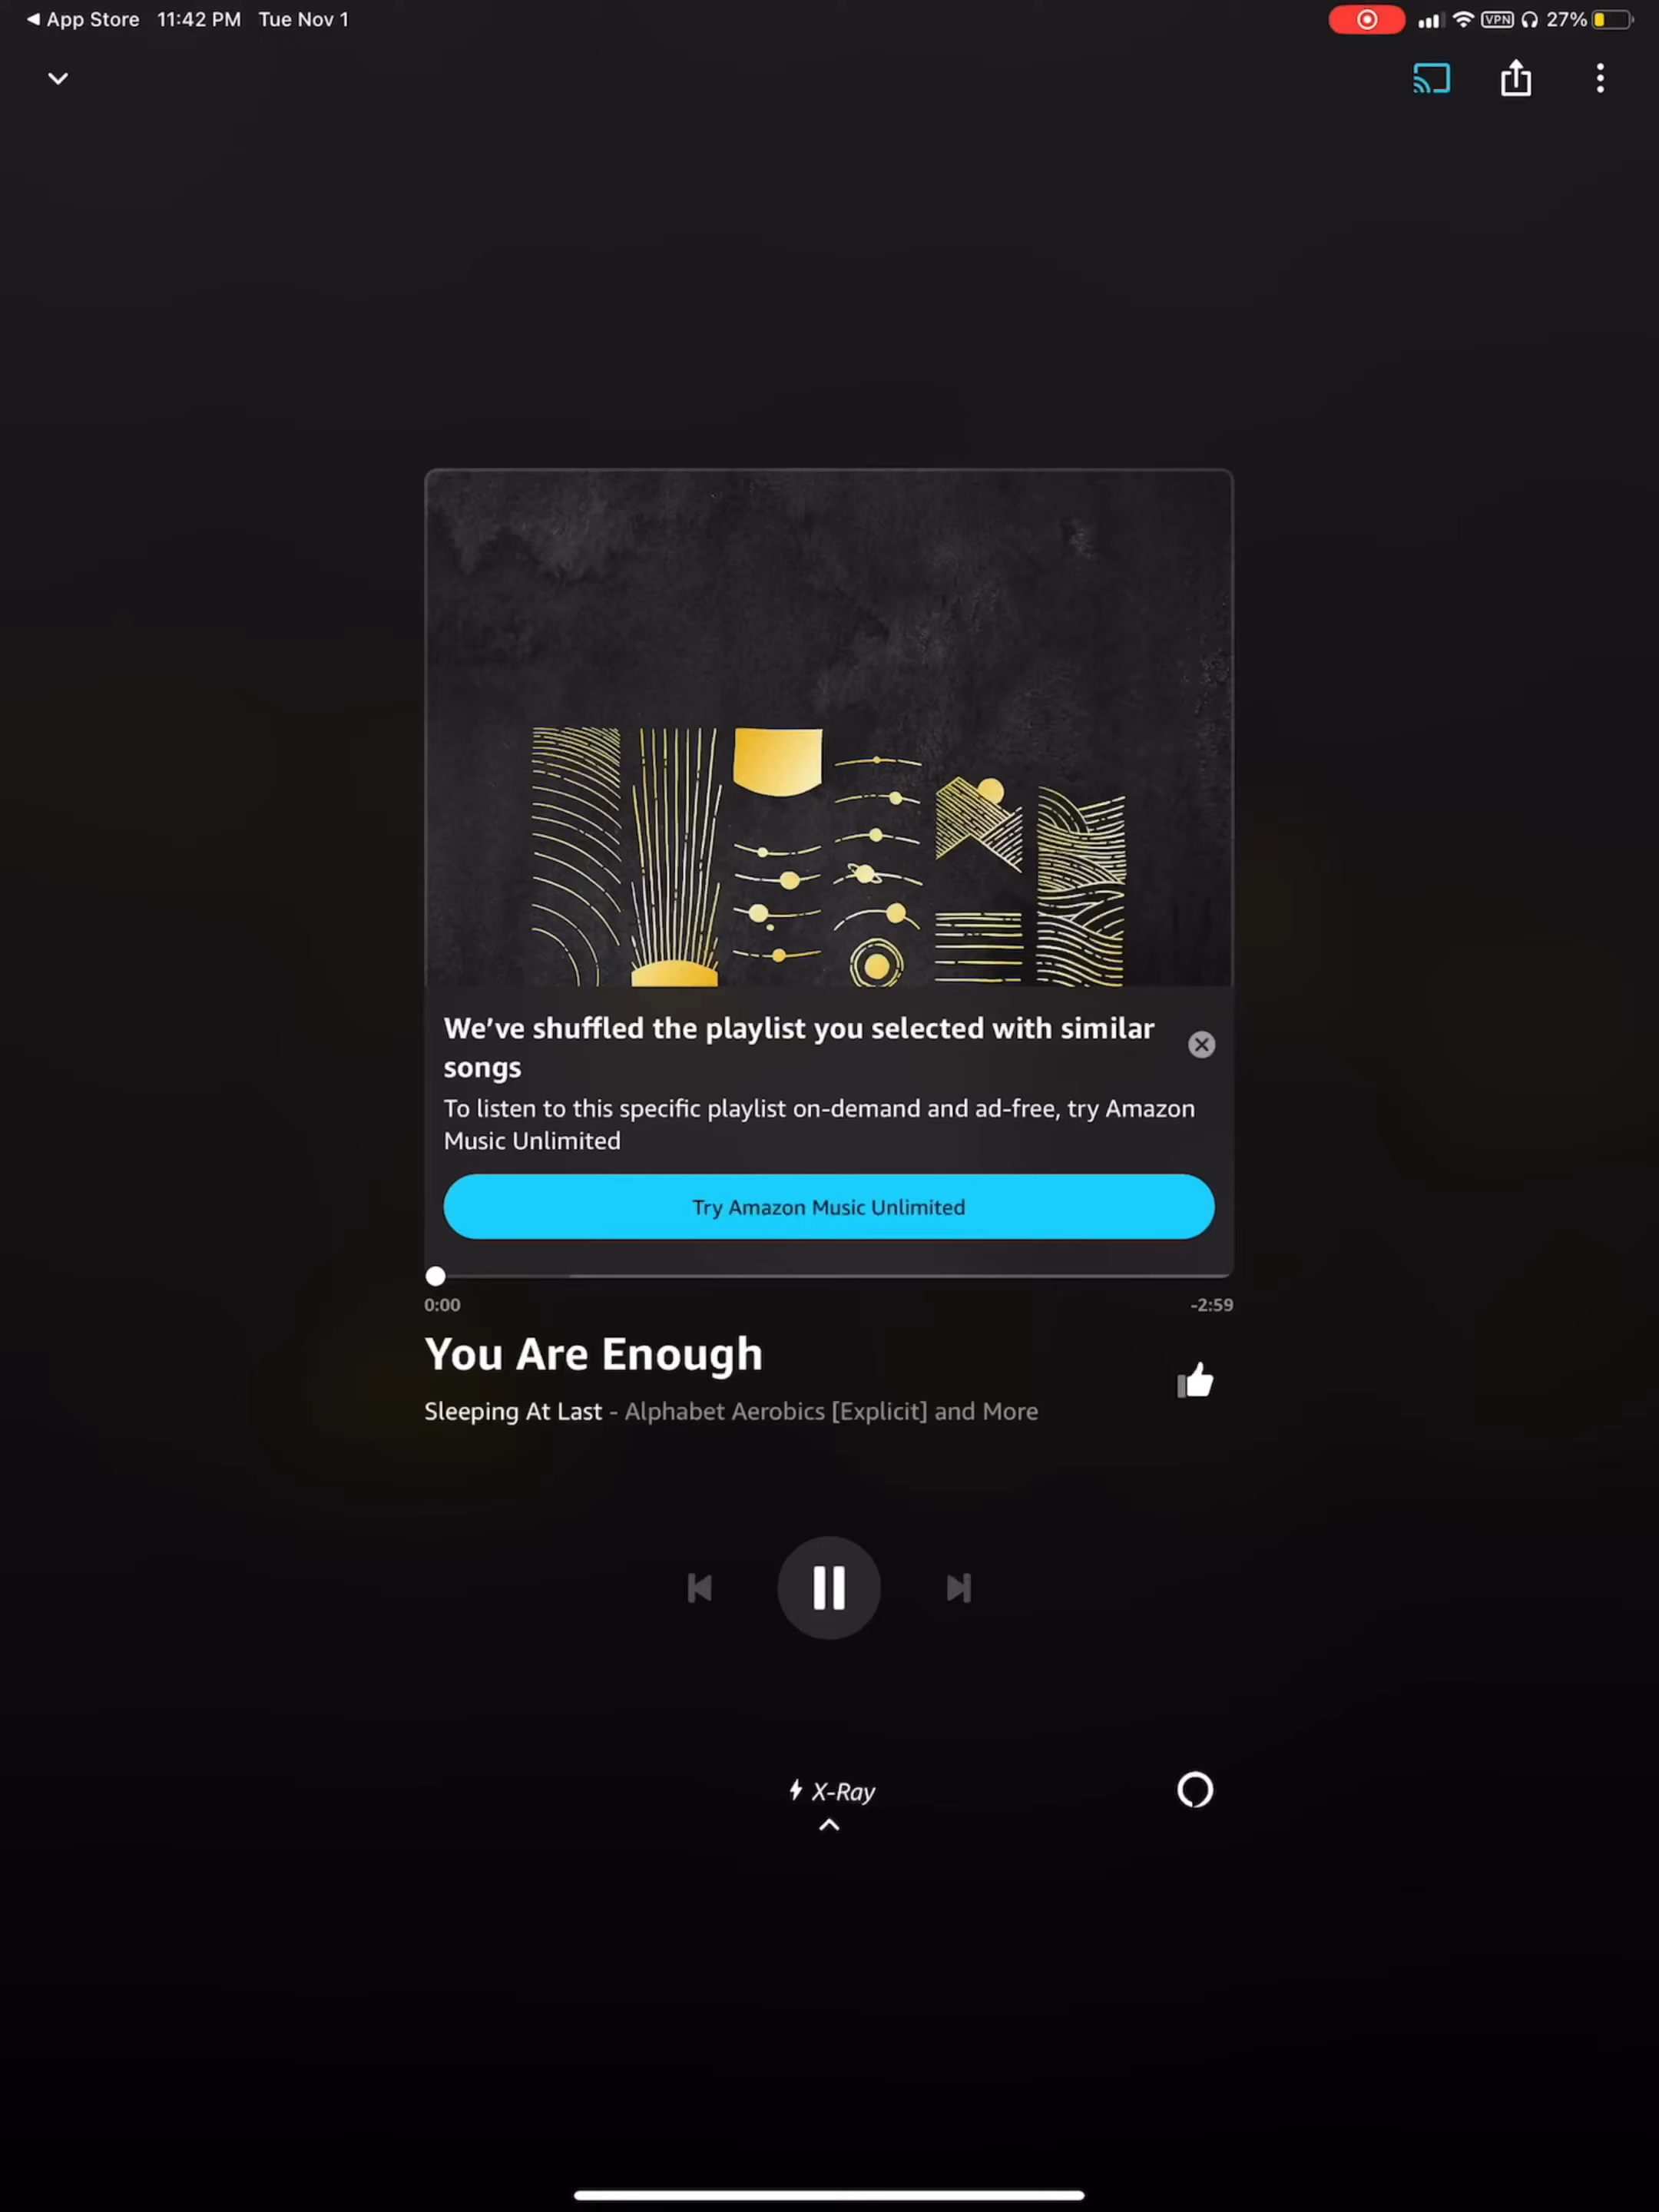 App Store 11:42 PM Tue Nov 1 VPN 27%
We've shuffled the playlist you selected with similar
songs
To listen to this specific playlist on-demand and ad-free, try Amazon
Music Unlimited
Try Amazon Music Unlimited
0:00 -2:59
You Are Enough
Sleeping At Last - Alphabet Aerobics [Explicit] and More
X-Ray